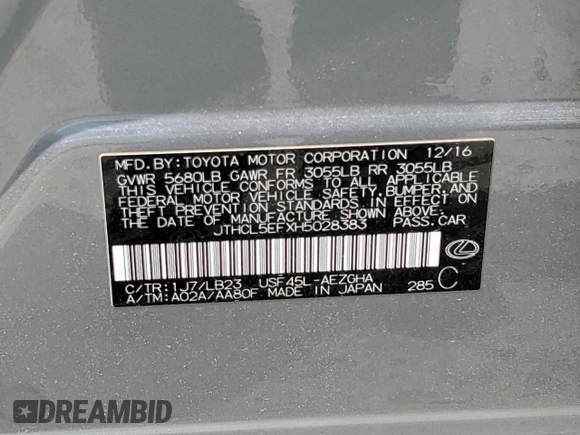 MFD.BY:TOYOTA MOTOR CORPORATION 12/16
GVWR 5680LB GAWR FR 3055LB RR 3055LB
THIS VEHICLE CONFORMS TO ALL APPLICABLE
FEDERAL MOTOR VEHICLE SAFETY, BUMPER, AND
THEFT PREVENTION STANDARDS IN EFFECT ON
THE DATE OF MANUFACTURE SHOWN ABOVE.
JTHCL5EFXH5028383 PASS.CAR
C/TR:1J7/LB23 USF45L-AEZGHA
A/TM:A02A/AA80F MADE IN JAPAN 285 C
DREAMBID